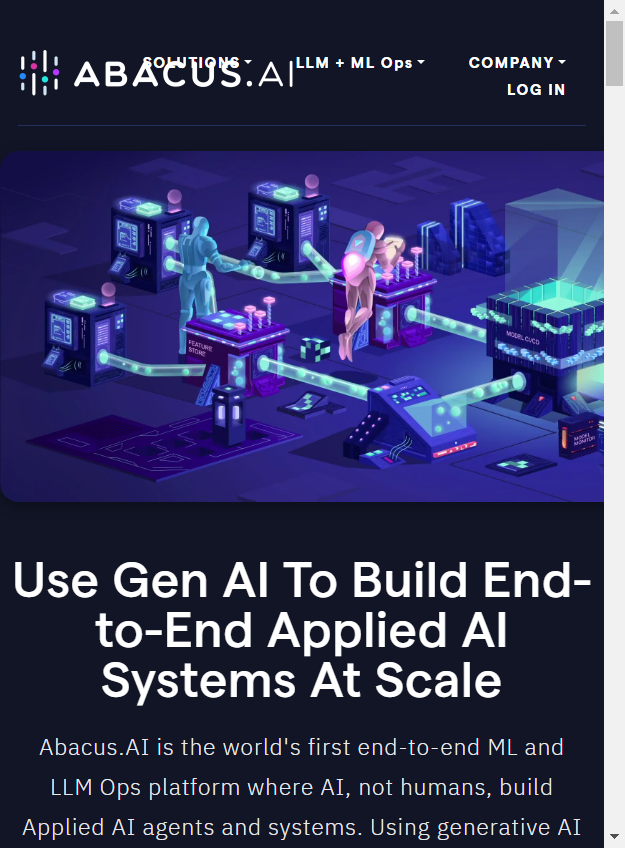 SOLUTIONS LLM + ML Ops COMPANY
ABACUS.AI
LOG IN
FEATURE
STORE
MODEL CI/CD
MODEL
MONITOR
Use Gen AI To Build End-
to-End Applied AI
Systems At Scale
Abacus.AI is the world's first end-to-end ML and
LLM Ops platform where AI, not humans, build
Applied AI agents and systems. Using generative AI